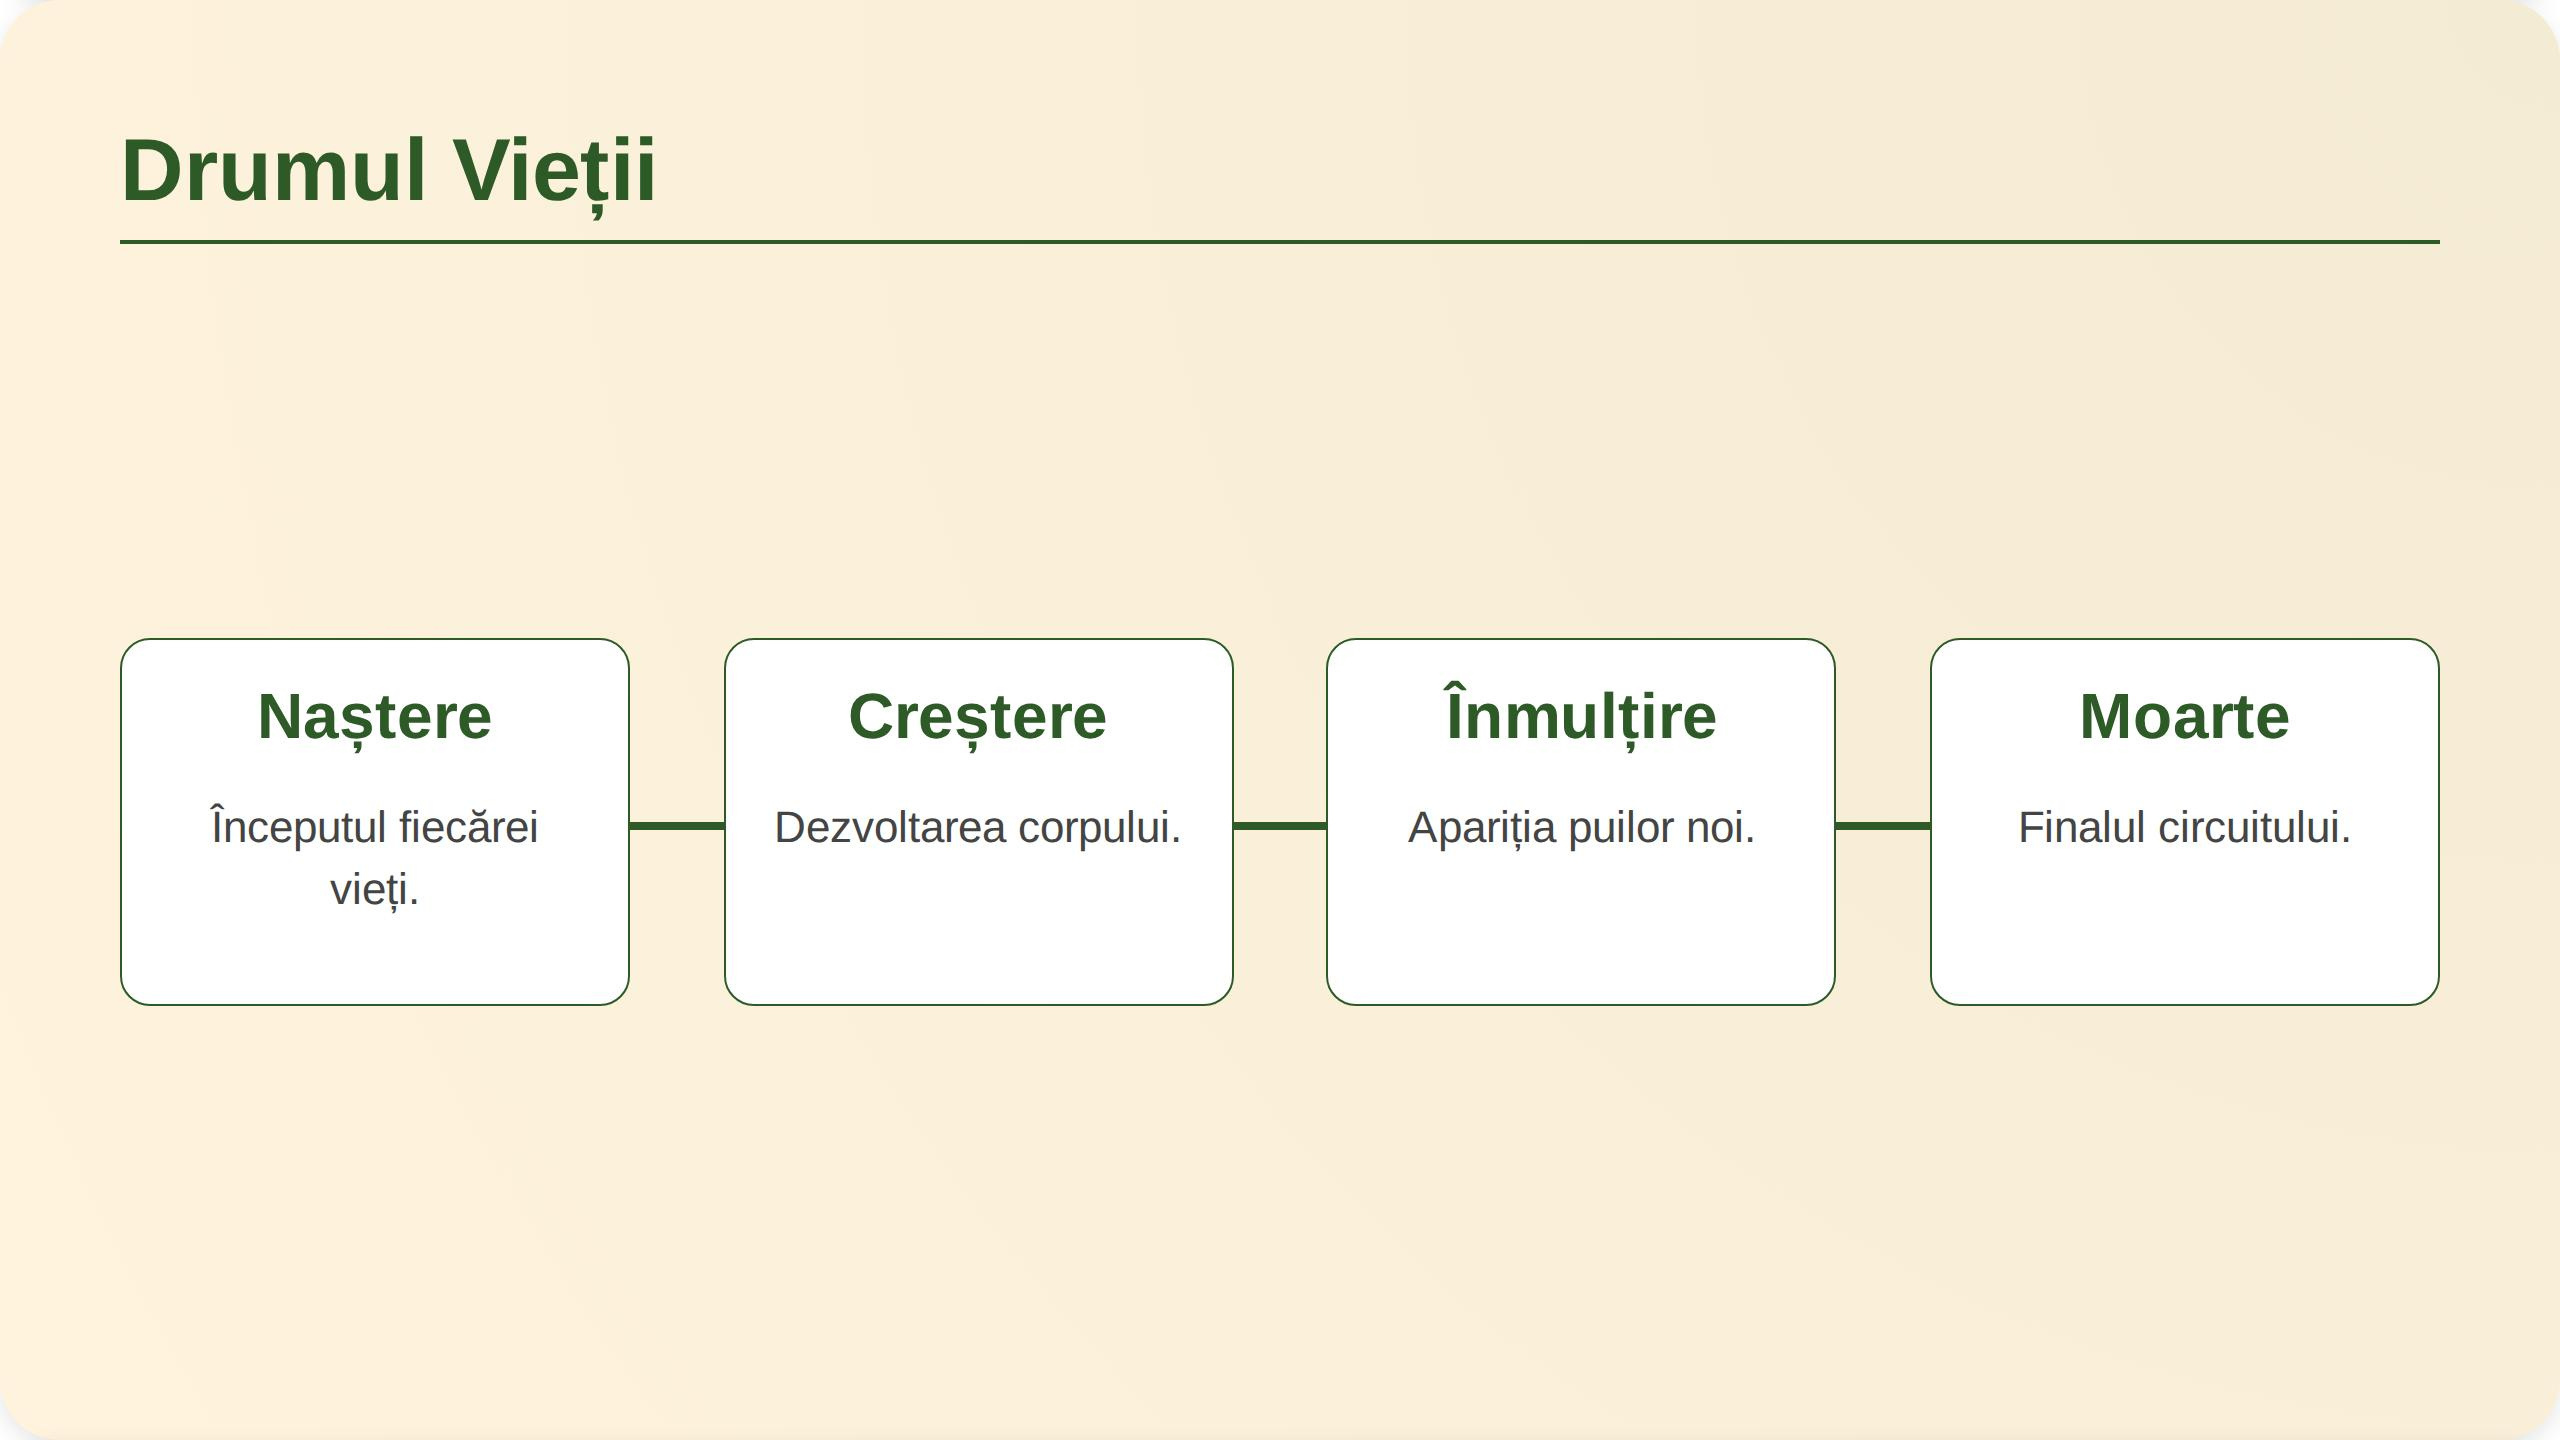 Drumul Vieții
Naștere
Începutul fiecărei
vieți.
Creștere
Dezvoltarea corpului.
Înmulțire
Apariția puilor noi.
Moarte
Finalul circuitului.